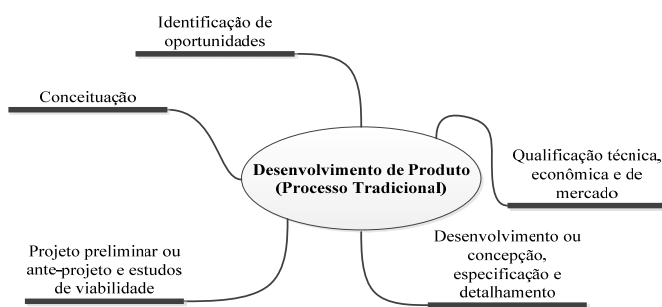 Identificação de
oportunidades
Conceituação
Desenvolvimento de Produto
(Processo Tradicional)
Qualificação técnica,
econômica e de
mercado
Projeto preliminar ou
ante-projeto e estudos
de viabilidade
Desenvolvimento ou
concepção,
especificação e
detalhamento